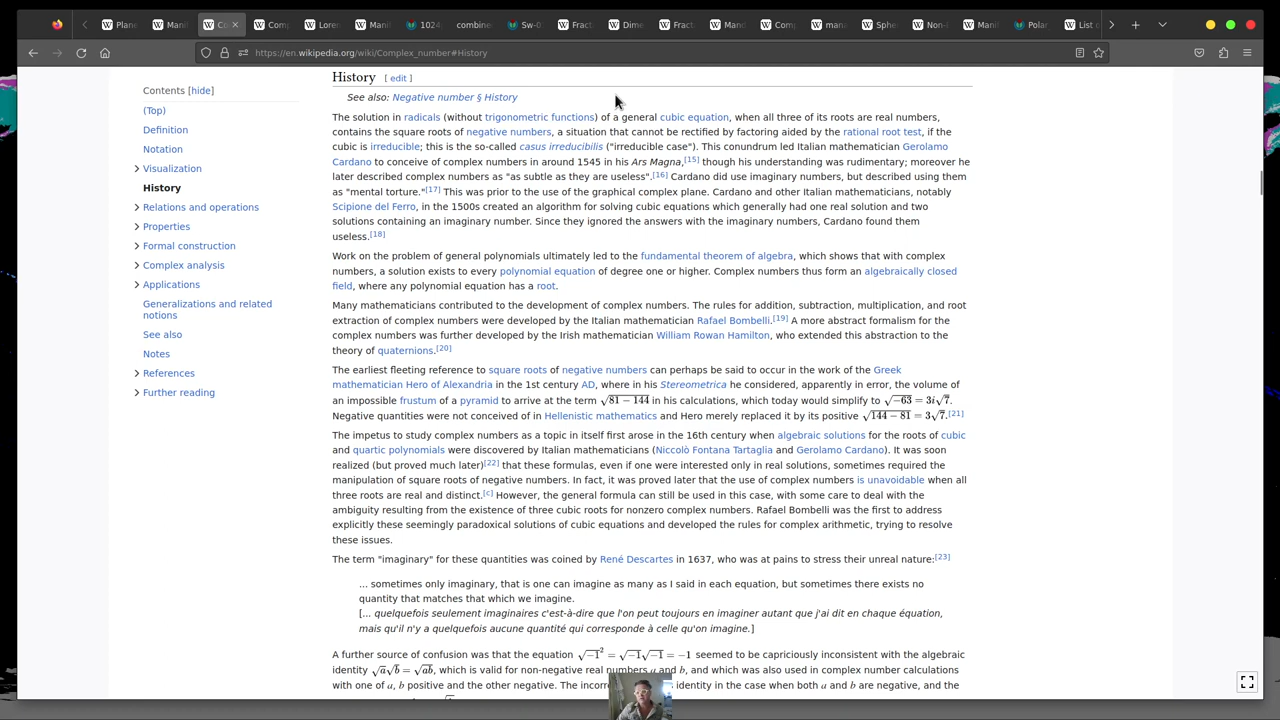 Plane
Manif
Co
Comp
Loren
Manif
1024
combine
Sw-0
Fract
Dime
Fract
Mand
Comp
mana
Sphe
Non-i
Manif
Polar
List o
https://en.wikipedia.org/wiki/Complex_number#History
Contents [hide]
(Top)
Definition
Notation
Visualization
History
Relations and operations
Properties
Formal construction
Complex analysis
Applications
Generalizations and related
notions
See also
Notes
References
Further reading
History [ edit ]
See also: Negative number § History
The solution in radicals (without trigonometric functions) of a general cubic equation, when all three of its roots are real numbers,
contains the square roots of negative numbers, a situation that cannot be rectified by factoring aided by the rational root test, if the
cubic is irreducible; this is the so-called casus irreducibilis ("irreducible case"). This conundrum led Italian mathematician Gerolamo
Cardano to conceive of complex numbers in around 1545 in his Ars Magna,[15] though his understanding was rudimentary; moreover he
later described complex numbers as "as subtle as they are useless".[16] Cardano did use imaginary numbers, but described using them
as "mental torture."[17] This was prior to the use of the graphical complex plane. Cardano and other Italian mathematicians, notably
Scipione del Ferro, in the 1500s created an algorithm for solving cubic equations which generally had one real solution and two
solutions containing an imaginary number. Since they ignored the answers with the imaginary numbers, Cardano found them
useless.[18]
Work on the problem of general polynomials ultimately led to the fundamental theorem of algebra, which shows that with complex
numbers, a solution exists to every polynomial equation of degree one or higher. Complex numbers thus form an algebraically closed
field, where any polynomial equation has a root.
Many mathematicians contributed to the development of complex numbers. The rules for addition, subtraction, multiplication, and root
extraction of complex numbers were developed by the Italian mathematician Rafael Bombelli.[19] A more abstract formalism for the
complex numbers was further developed by the Irish mathematician William Rowan Hamilton, who extended this abstraction to the
theory of quaternions.[20]
The earliest fleeting reference to square roots of negative numbers can perhaps be said to occur in the work of the Greek
mathematician Hero of Alexandria in the 1st century AD, where in his Stereometrica he considered, apparently in error, the volume of
an impossible frustum of a pyramid to arrive at the term √81 − 144 in his calculations, which today would simplify to √−63 = 3i√7.
Negative quantities were not conceived of in Hellenistic mathematics and Hero merely replaced it by its positive √144 − 81 = 3√7.[21]
The impetus to study complex numbers as a topic in itself first arose in the 16th century when algebraic solutions for the roots of cubic
and quartic polynomials were discovered by Italian mathematicians (Niccolò Fontana Tartaglia and Gerolamo Cardano). It was soon
realized (but proved much later)[22] that these formulas, even if one were interested only in real solutions, sometimes required the
manipulation of square roots of negative numbers. In fact, it was proved later that the use of complex numbers is unavoidable when all
three roots are real and distinct.[c] However, the general formula can still be used in this case, with some care to deal with the
ambiguity resulting from the existence of three cubic roots for nonzero complex numbers. Rafael Bombelli was the first to address
explicitly these seemingly paradoxical solutions of cubic equations and developed the rules for complex arithmetic, trying to resolve
these issues.
The term "imaginary" for these quantities was coined by René Descartes in 1637, who was at pains to stress their unreal nature:[23]
... sometimes only imaginary, that is one can imagine as many as I said in each equation, but sometimes there exists no
quantity that matches that which we imagine.
[... quelquefois seulement imaginaires c'est-à-dire que l'on peut toujours en imaginer autant que j'ai dit en chaque équation,
mais qu'il n'y a quelquefois aucune quantité qui corresponde à celle qu'on imagine.]
A further source of confusion was that the equation √−1² = √−1√−1 = −1 seemed to be capriciously inconsistent with the algebraic
identity √a√b = √ab, which is valid for non-negative real numbers a and b, and which was also used in complex number calculations
with one of a, b positive and the other negative. The incorr identity in the case when both a and b are negative, and the